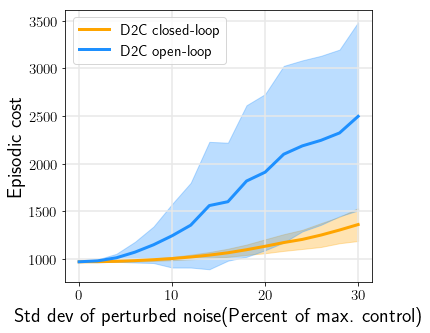 D2C closed-loop
D2C open-loop
Episodic cost
3500
3000
2500
2000
1500
1000
0
10
20
30
Std dev of perturbed noise(Percent of max. control)